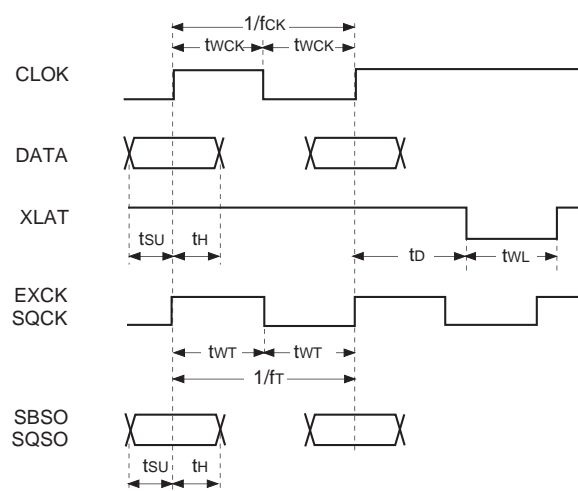 1/fCK
tWCK tWCK
CLOK
DATA
XLAT
tSU tH tD tWL
EXCK
SQCK
tWT tWT
1/fT
SBSO
SQSO
tSU tH